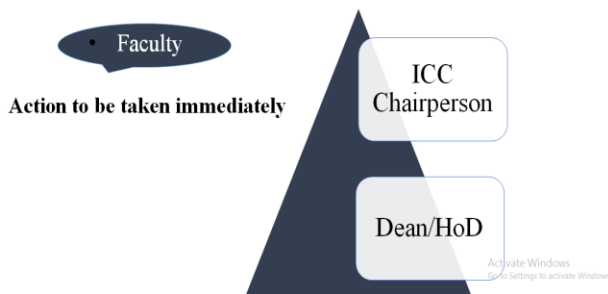 • Faculty
Action to be taken immediately
ICC
Chairperson
Dean/HoD
Activate Windows
Go to Settings to activate Windows